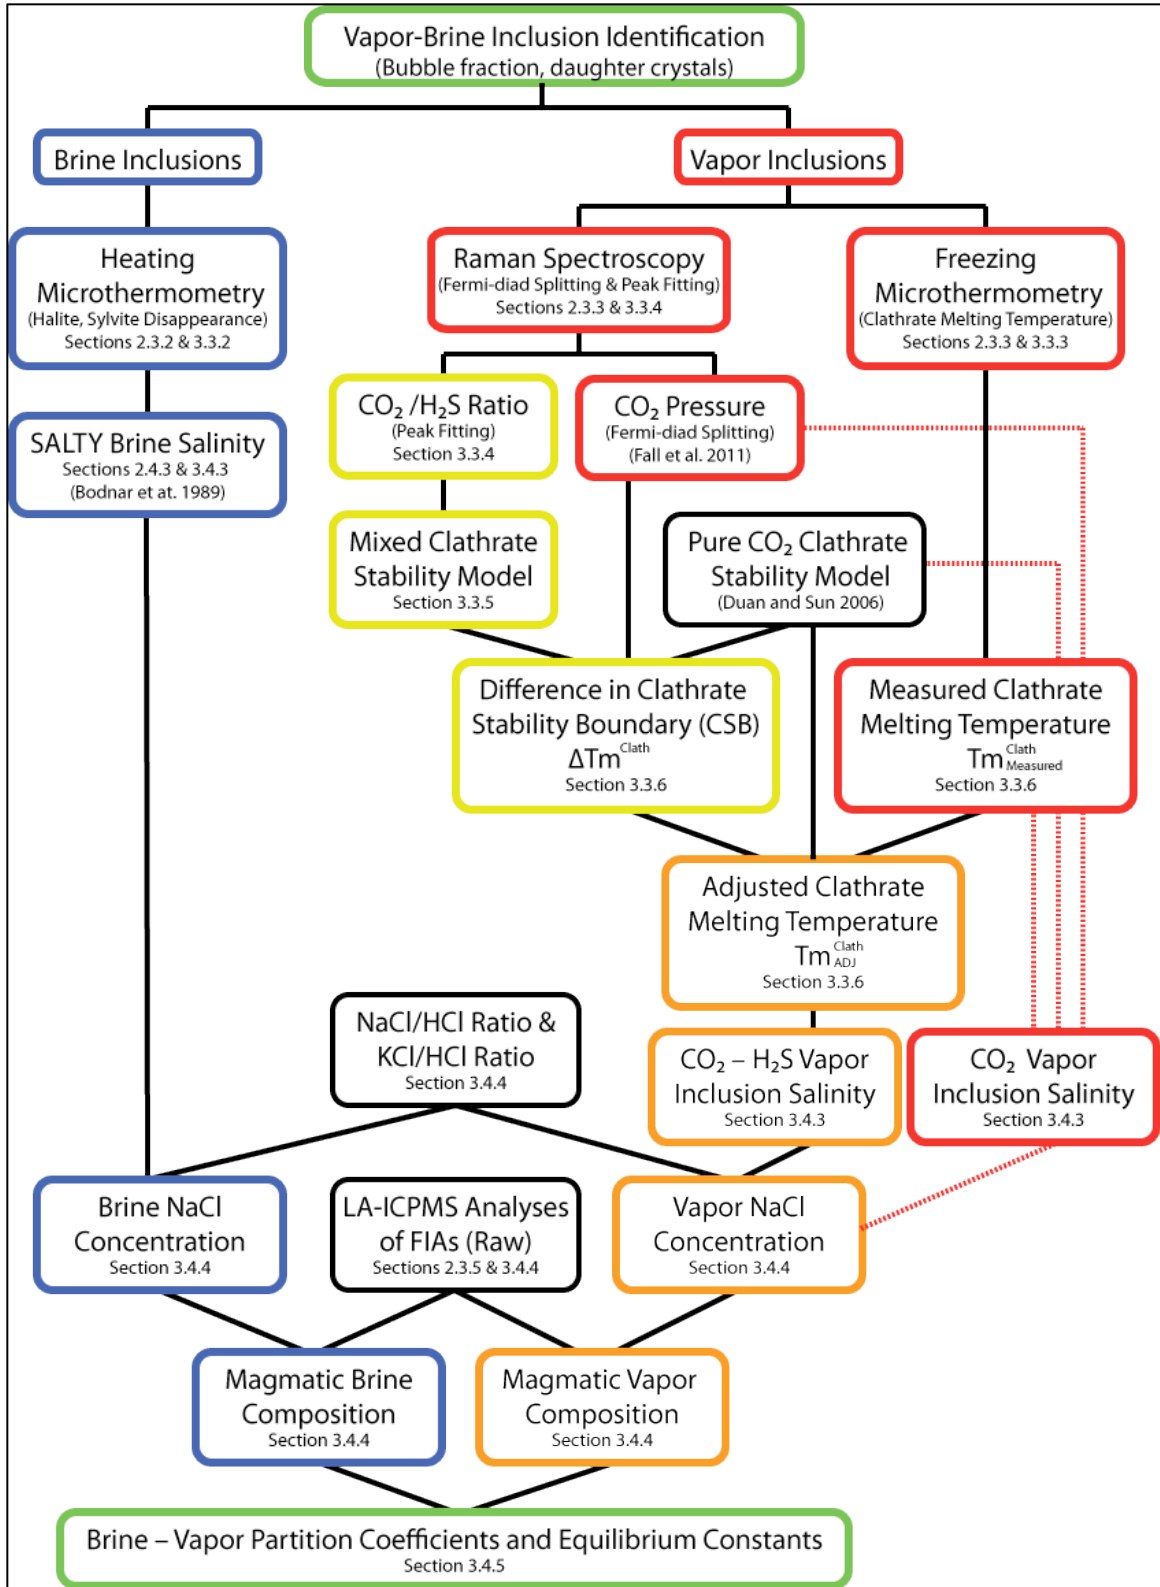 Vapor-Brine Inclusion Identification
(Bubble fraction, daughter crystals)
Brine Inclusions
Vapor Inclusions
Heating
Microthermometry
(Halite, Sylvite Disappearance)
Sections 2.3.2 & 3.3.2
Raman Spectroscopy
(Fermi-diad Splitting & Peak Fitting)
Sections 2.3.3 & 3.3.4
Freezing
Microthermometry
(Clathrate Melting Temperature)
Sections 2.3.3 & 3.3.3
CO₂ /H₂S Ratio
(Peak Fitting)
Section 3.3.4
CO₂ Pressure
(Fermi-diad Splitting)
(Fall et al. 2011)
SALTY Brine Salinity
Sections 2.4.3 & 3.4.3
(Bodnar et at. 1989)
Mixed Clathrate
Stability Model
Section 3.3.5
Pure CO₂ Clathrate
Stability Model
(Duan and Sun 2006)
Difference in Clathrate
Stability Boundary (CSB)
ΔTm Clath
Section 3.3.6
Measured Clathrate
Melting Temperature
Tm Clath Measured
Section 3.3.6
Adjusted Clathrate
Melting Temperature
Tm Clath ADJ
Section 3.3.6
NaCl/HCl Ratio &
KCl/HCl Ratio
Section 3.4.4
CO₂ – H₂S Vapor
Inclusion Salinity
Section 3.4.3
CO₂ Vapor
Inclusion Salinity
Section 3.4.3
Brine NaCl
Concentration
Section 3.4.4
LA-ICPMS Analyses
of FIAs (Raw)
Sections 2.3.5 & 3.4.4
Vapor NaCl
Concentration
Section 3.4.4
Magmatic Brine
Composition
Section 3.4.4
Magmatic Vapor
Composition
Section 3.4.4
Brine – Vapor Partition Coefficients and Equilibrium Constants
Section 3.4.5